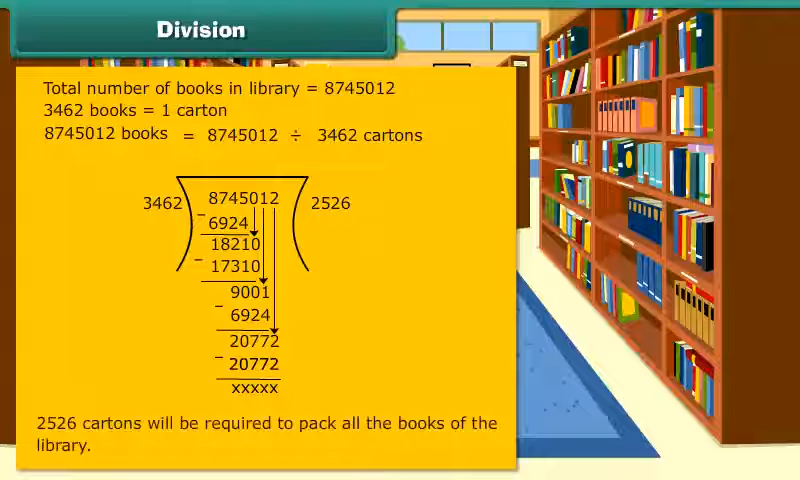 Division
Total number of books in library = 8745012
3462 books = 1 carton
8745012 books = 8745012 ÷ 3462 cartons
3462 8745012 2526
- 6924
18210
- 17310
9001
- 6924
20772
- 20772
xxxxx
2526 cartons will be required to pack all the books of the
library.